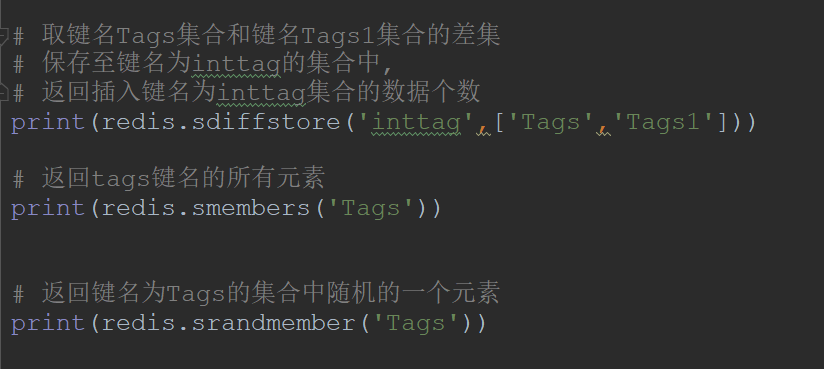 # 取键名Tags集合和键名Tags1集合的差集
# 保存至键名为inttag的集合中,
# 返回插入键名为inttag集合的数据个数
print(redis.sdiffstore('inttag',['Tags','Tags1']))
# 返回tags键名的所有元素
print(redis.smembers('Tags'))
# 返回键名为Tags的集合中随机的一个元素
print(redis.srandmember('Tags'))